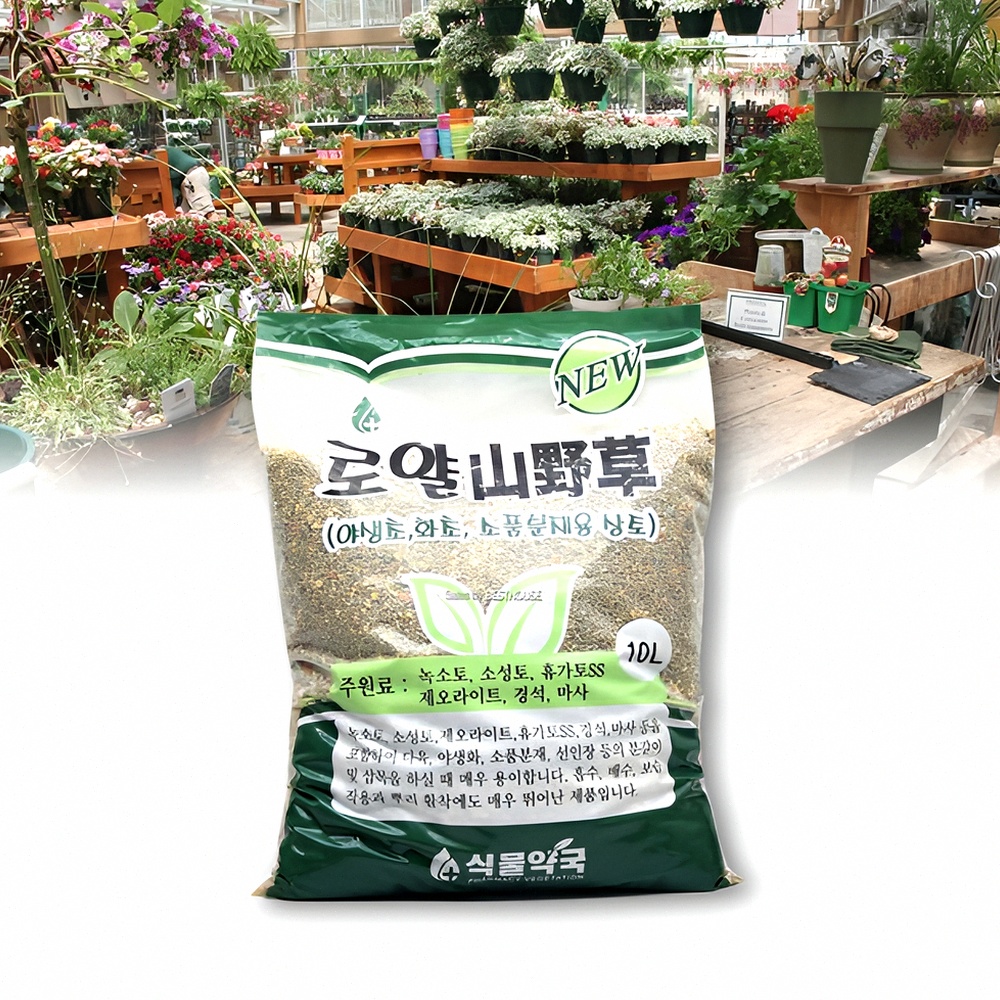 NEW
로얄山野草
(야생초,화초, 소품분재용 상토)
BESTHOUSE
10L
주원료 : 녹소토, 소성토, 휴가토SS
제오라이트, 경석, 마사
녹소토, 소성토,제오라이트,휴가토SS,경석,마사 등을
포함하여 다육, 야생화, 소품분재, 선인장 등의 분갈이
및 삽목을 하실 때 매우 용이합니다. 흡수, 배수, 보습
작용과 뿌리 활착에도 매우 뛰어난 제품입니다.
식물약국